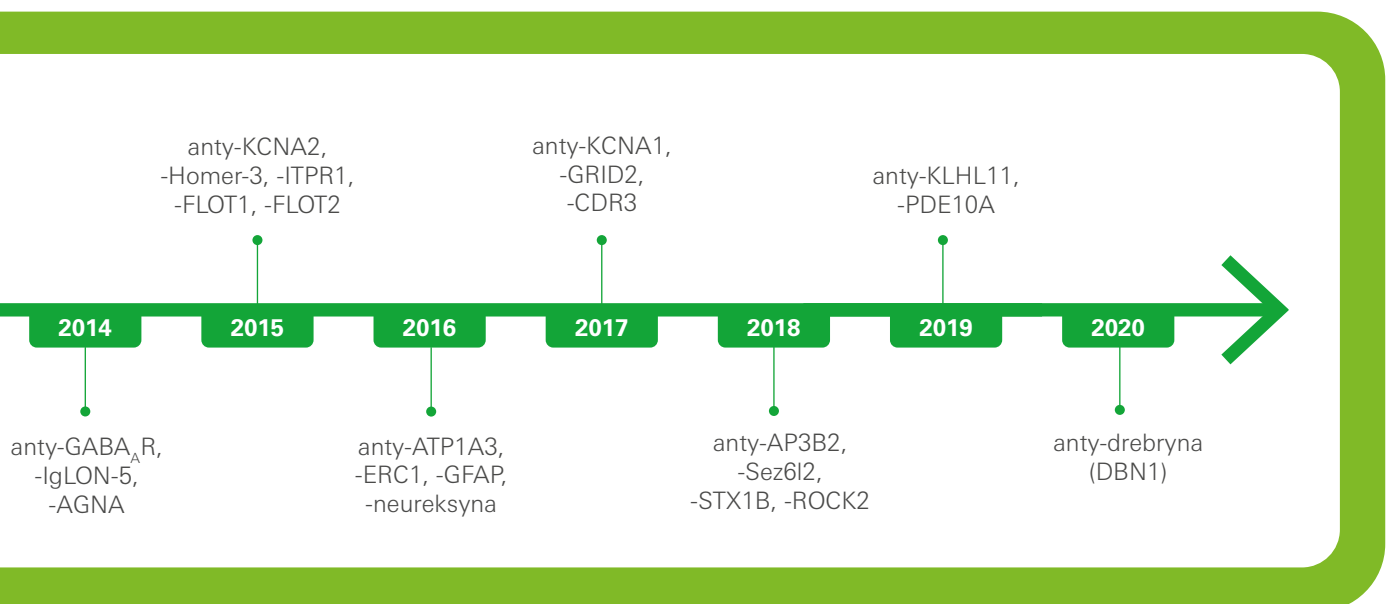 anty-KCNA2,
-Homer-3, -ITPR1,
-FLOT1, -FLOT2
anty-KCNA1,
-GRID2,
-CDR3
anty-KLHL11,
-PDE10A
2014
2015
2016
2017
2018
2019
2020
anty-GABA_AR,
-IgLON-5,
-AGNA
anty-ATP1A3,
-ERC1, -GFAP,
-neureksyna
anty-AP3B2,
-Sez6l2,
-STX1B, -ROCK2
anty-drebryna
(DBN1)